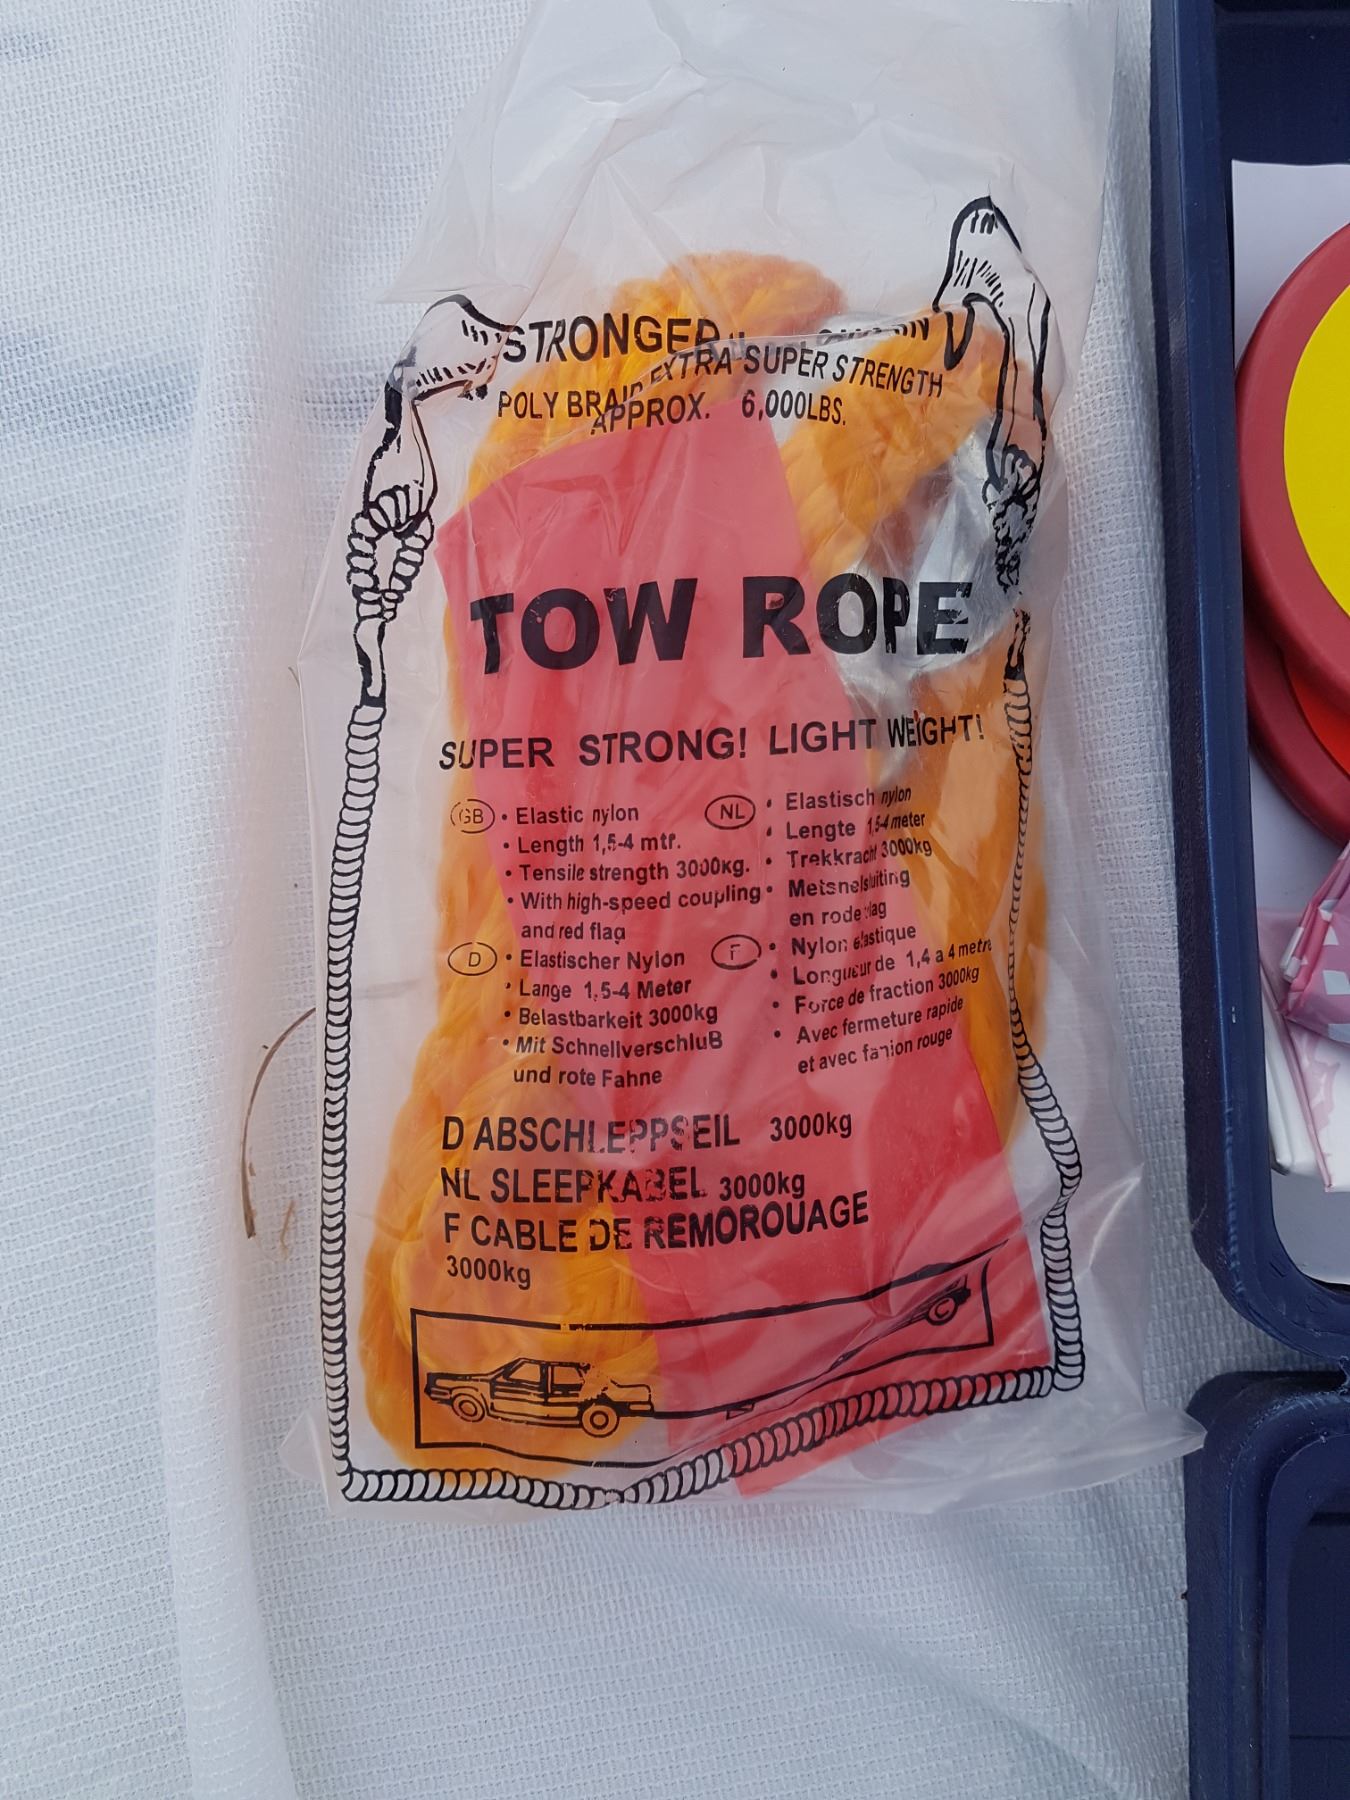 STRONGER
POLY BRAID EXTRA SUPER STRENGTH
APPROX. 6,000LBS.
TOW ROPE
SUPER STRONG! LIGHT WEIGHT!
GB
• Elastic nylon
• Length 1,5-4 mtr.
• Tensile strength 3000kg.
• With high-speed coupling
and red flag
NL
• Elastisch nylon
• Lengte 1,5-4 meter
• Trekkracht 3000kg
• Metsnelsluiting
en rode vlag
D
• Elastischer Nylon
• Lange 1,5-4 Meter
• Belastbarkeit 3000kg
• Mit Schnellverschluß
und rote Fahne
F
• Nylon elastique
• Longueur de 1,4 a 4 metre
• Force de fraction 3000kg
• Avec fermeture rapide
et avec fanion rouge
D ABSCHLEPPSEIL 3000kg
NL SLEEPKABEL 3000kg
F CABLE DE REMOROUAGE
3000kg